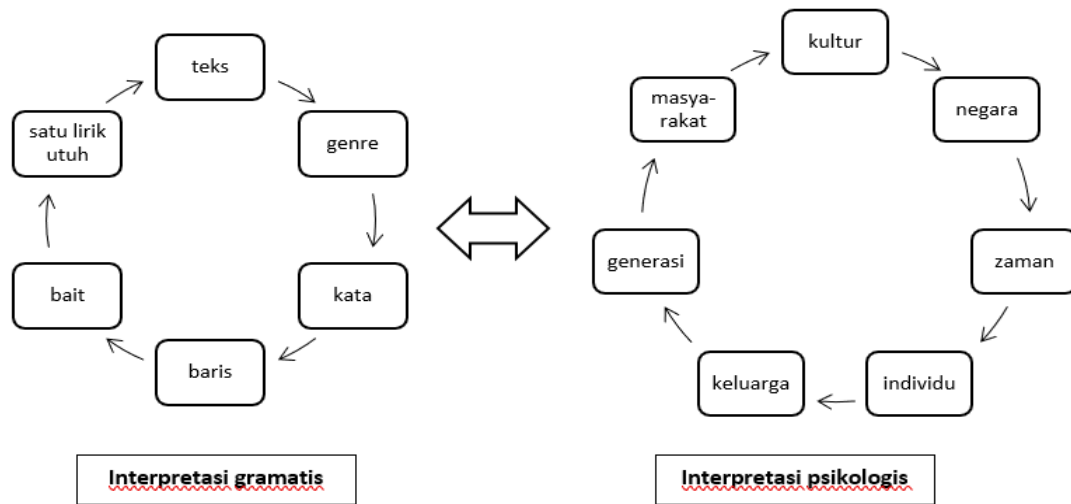 teks
genre
kata
baris
bait
satu lirik
utuh
kultur
negara
zaman
individu
keluarga
generasi
masya-
rakat
Interpretasi gramatis
Interpretasi psikologis